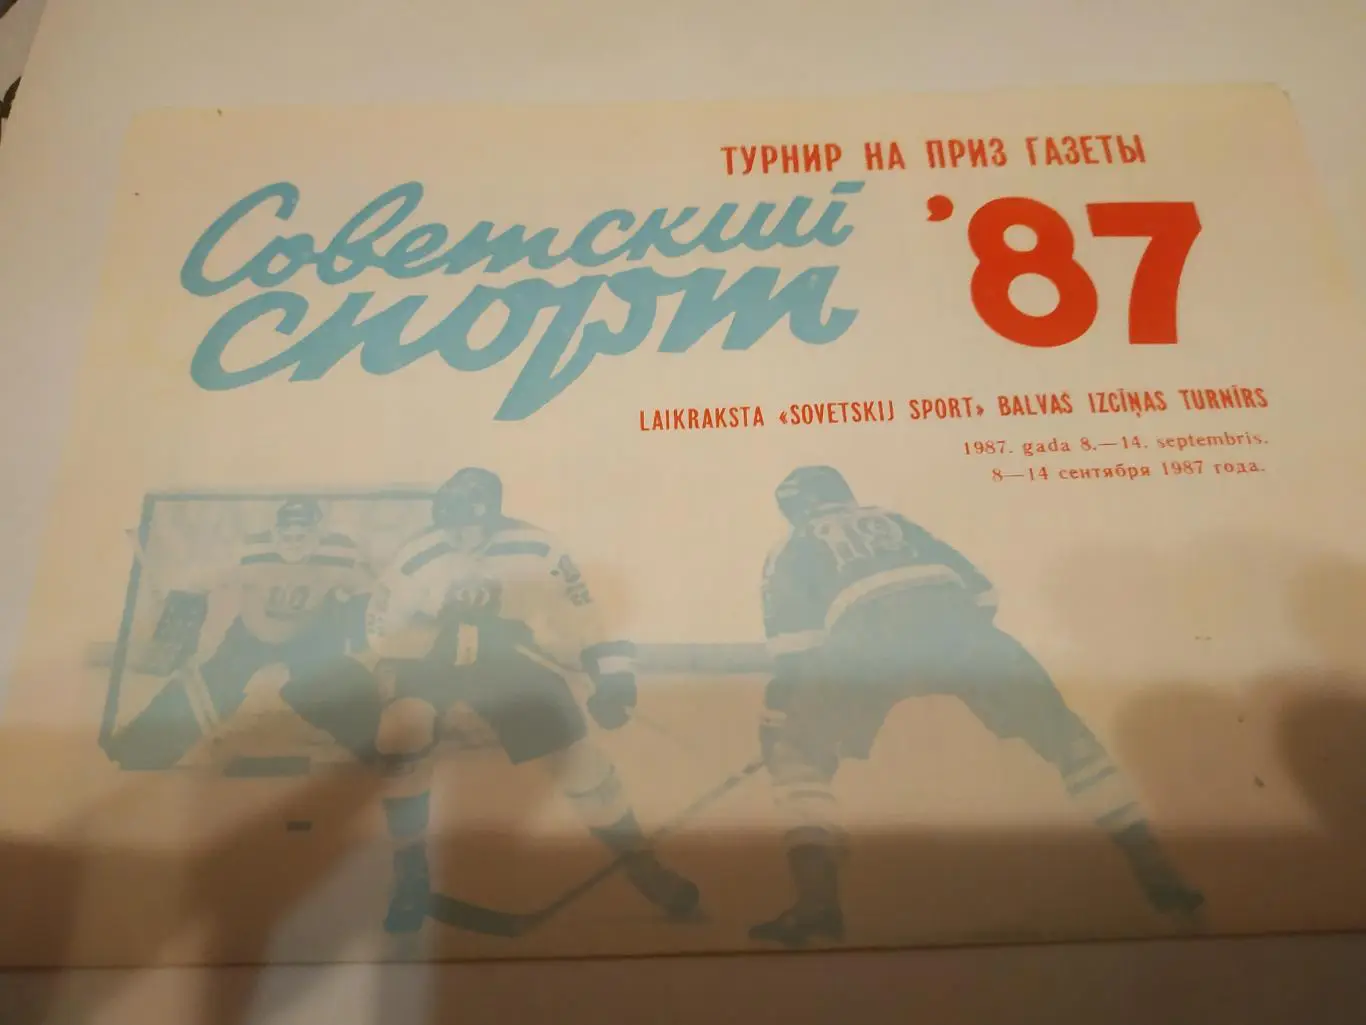 ТУРНИР НА ПРИЗ ГАЗЕТЫ
Советский
спорт
'87
LAIKRAKSTA «SOVETSKIJ SPORT» BALVAS IZCĪŅAS TURNĪRS
1987. gada 8.—14. septembris.
8—14 сентября 1987 года.
19